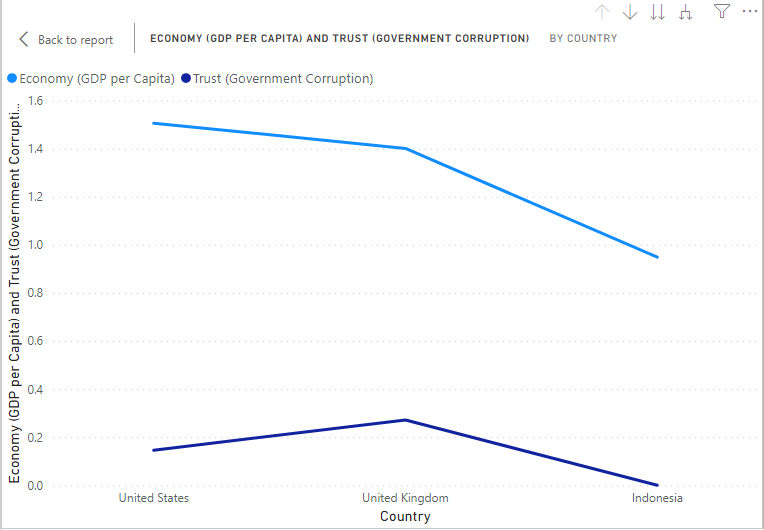 Back to report
ECONOMY (GDP PER CAPITA) AND TRUST (GOVERNMENT CORRUPTION) BY COUNTRY
Economy (GDP per Capita) Trust (Government Corruption)
Economy (GDP per Capita) and Trust (Government Corrupti...
1.6
1.4
1.2
1.0
0.8
0.6
0.4
0.2
0.0
United States United Kingdom Indonesia
Country